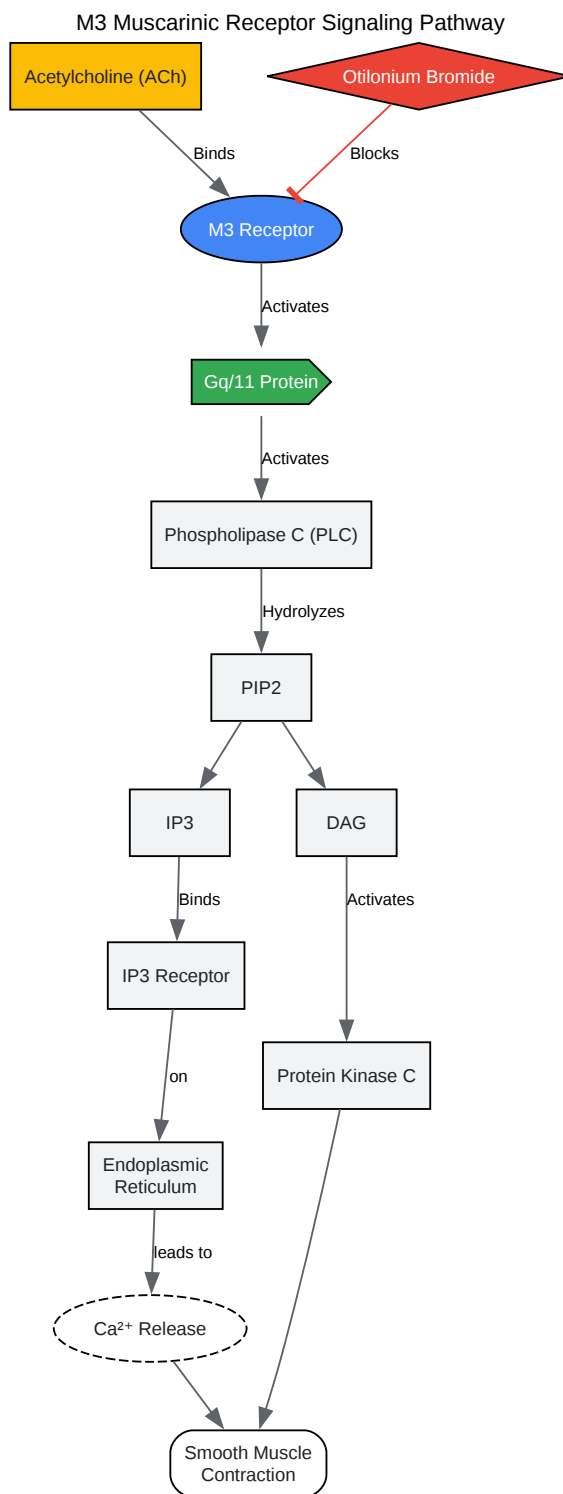 M3 Muscarinic Receptor Signaling Pathway
Acetylcholine (ACh)
Otilonium Bromide
Binds
Blocks
M3 Receptor
Activates
Gq/11 Protein
Activates
Phospholipase C (PLC)
Hydrolyzes
PIP2
IP3
DAG
Binds
Activates
IP3 Receptor
on
Protein Kinase C
Endoplasmic
Reticulum
leads to
Ca²⁺ Release
Smooth Muscle
Contraction